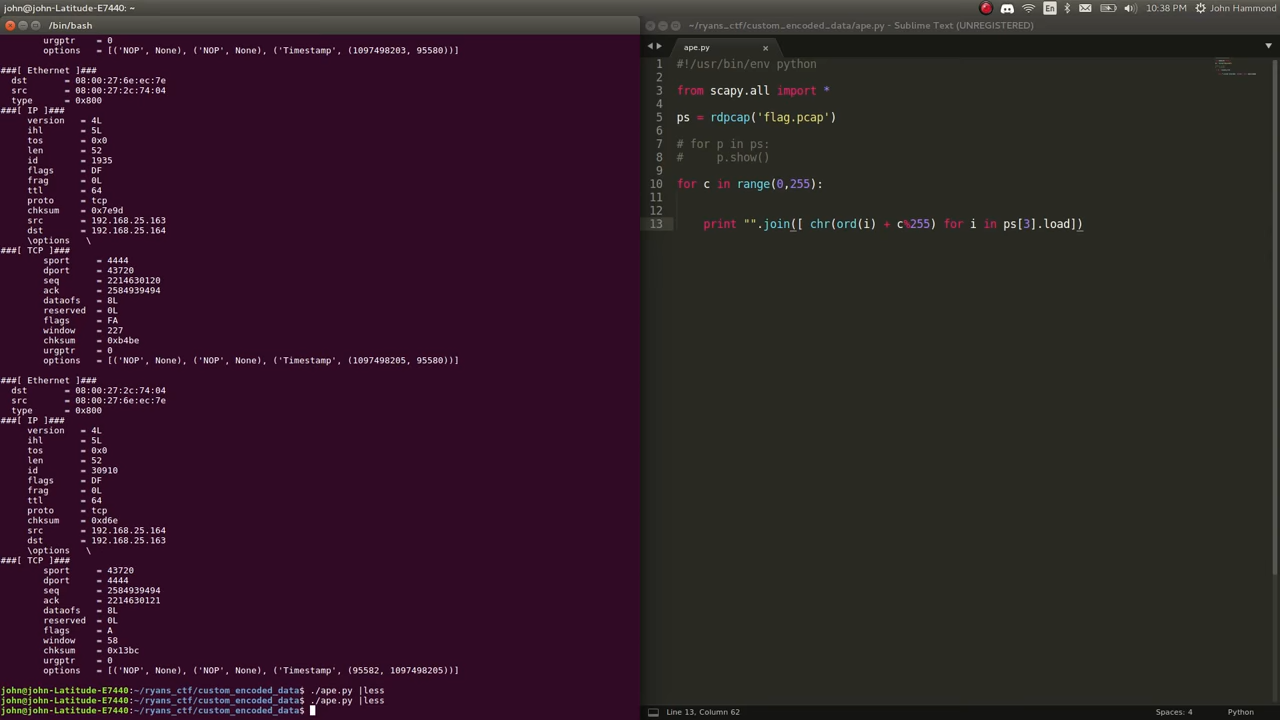 john@john-Latitude-E7440: ~
En
10:38 PM
John Hammond
/bin/bash
urgptr = 0
options = [('NOP', None), ('NOP', None), ('Timestamp', (1097498203, 95580))]
###[ Ethernet ]###
dst = 08:00:27:6e:ec:7e
src = 08:00:27:2c:74:04
type = 0x800
###[ IP ]###
version = 4L
ihl = 5L
tos = 0x0
len = 52
id = 1935
flags = DF
frag = 0L
ttl = 64
proto = tcp
chksum = 0x7e9d
src = 192.168.25.163
dst = 192.168.25.164
\options \
###[ TCP ]###
sport = 4444
dport = 43720
seq = 2214630120
ack = 2584939494
dataofs = 8L
reserved = 0L
flags = FA
window = 227
chksum = 0xb4be
urgptr = 0
options = [('NOP', None), ('NOP', None), ('Timestamp', (1097498205, 95580))]
###[ Ethernet ]###
dst = 08:00:27:2c:74:04
src = 08:00:27:6e:ec:7e
type = 0x800
###[ IP ]###
version = 4L
ihl = 5L
tos = 0x0
len = 52
id = 30910
flags = DF
frag = 0L
ttl = 64
proto = tcp
chksum = 0xd6e
src = 192.168.25.164
dst = 192.168.25.163
\options \
###[ TCP ]###
sport = 43720
dport = 4444
seq = 2584939494
ack = 2214630121
dataofs = 8L
reserved = 0L
flags = A
window = 58
chksum = 0x13bc
urgptr = 0
options = [('NOP', None), ('NOP', None), ('Timestamp', (95582, 1097498205))]
john@john-Latitude-E7440:~/ryans_ctf/custom_encoded_data$ ./ape.py |less
john@john-Latitude-E7440:~/ryans_ctf/custom_encoded_data$ ./ape.py |less
john@john-Latitude-E7440:~/ryans_ctf/custom_encoded_data$
~/ryans_ctf/custom_encoded_data/ape.py - Sublime Text (UNREGISTERED)
ape.py
1 #!/usr/bin/env python
2
3 from scapy.all import *
4
5 ps = rdpcap('flag.pcap')
6
7 # for p in ps:
8 #     p.show()
9
10 for c in range(0,255):
11
12
13     print "".join([ chr(ord(i) + c%255) for i in ps[3].load])
Line 13, Column 62
Spaces: 4
Python